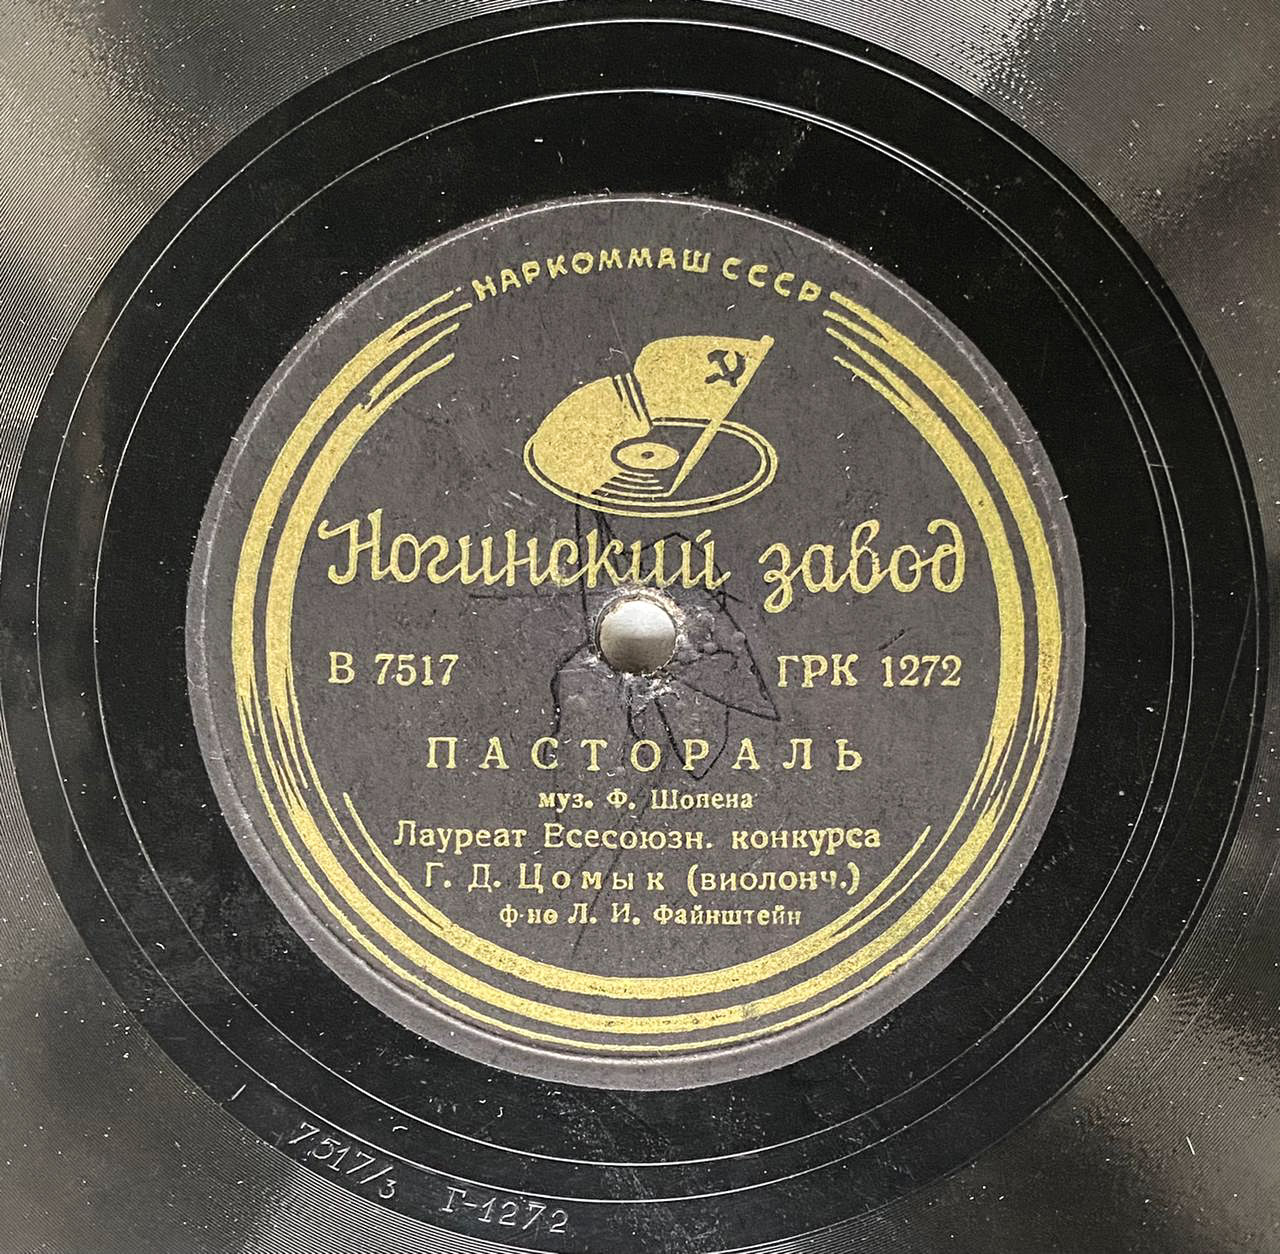 НАРКОММАШ СССР
Ногинский завод
В 7517 ГРК 1272
ПАСТОРАЛЬ
муз. Ф. Шопена
Лауреат Всесоюзн. конкурса
Г. Д. Цомык (виолонч.)
ф-но Л. И. Файнштейн
7517/3 Г-1272